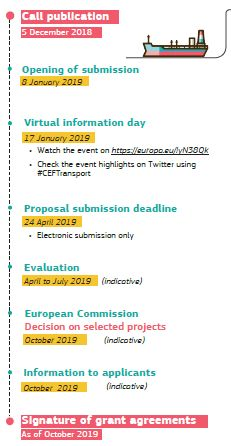 Call publication
5 December 2018
Opening of submission
8 January 2019
Virtual information day
17 January 2019
• Watch the event on https://europa.eu/!yN38Qk
• Check the event highlights on Twitter using
#CEFTransport
Proposal submission deadline
24 April 2019
• Electronic submission only
Evaluation
April to July 2019 (indicative)
European Commission
Decision on selected projects
October 2019 (indicative)
Information to applicants
October 2019 (indicative)
Signature of grant agreements
As of October 2019